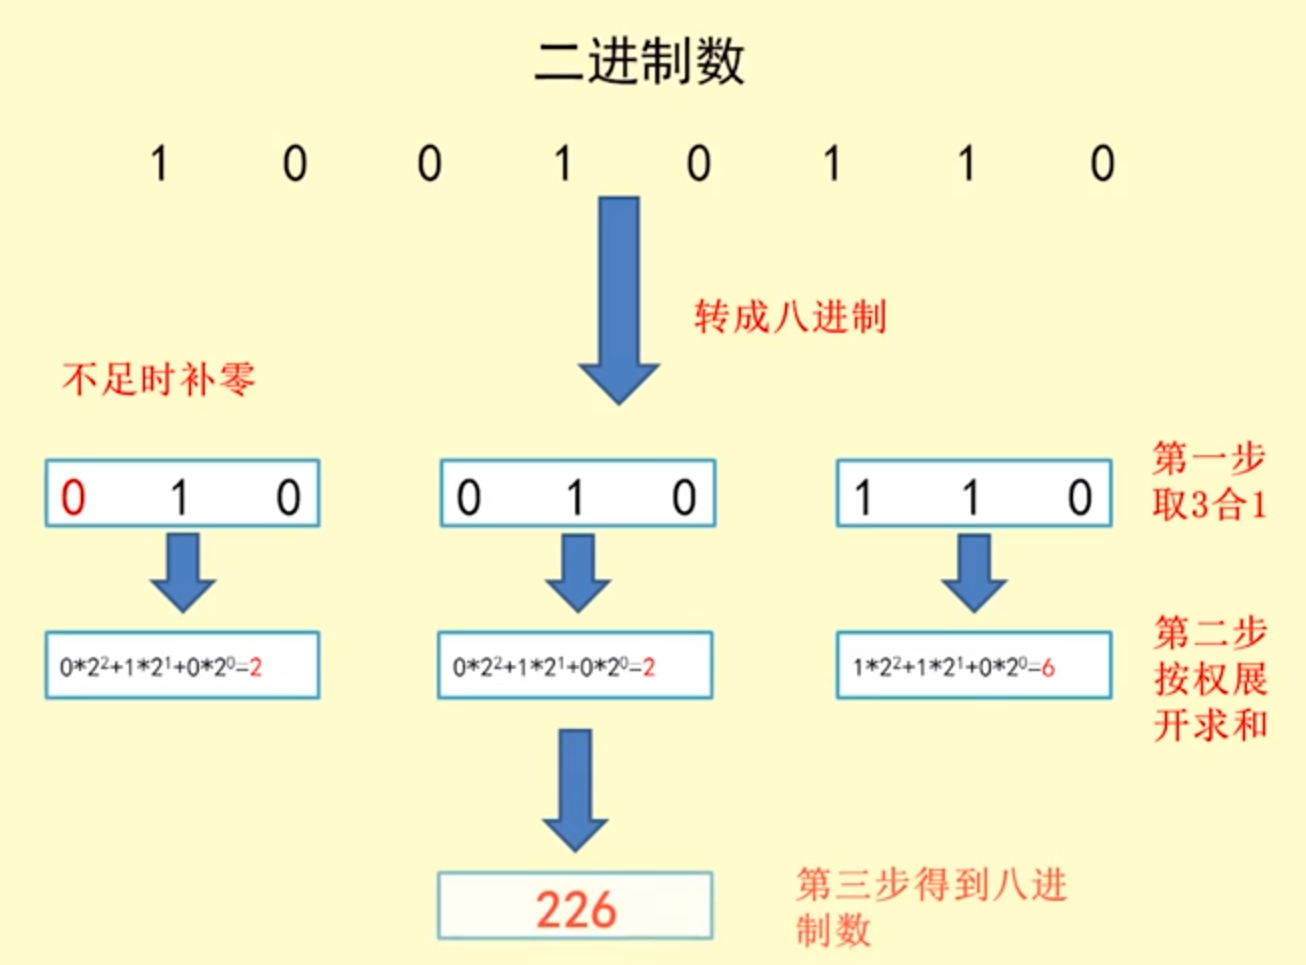 二进制数
1 0 0 1 0 1 1 0
转成八进制
不足时补零
0 1 0
0 1 0
1 1 0
第一步
取3合1
0*2²+1*2¹+0*2⁰=2
0*2²+1*2¹+0*2⁰=2
1*2²+1*2¹+0*2⁰=6
第二步
按权展
开求和
226
第三步得到八进
制数